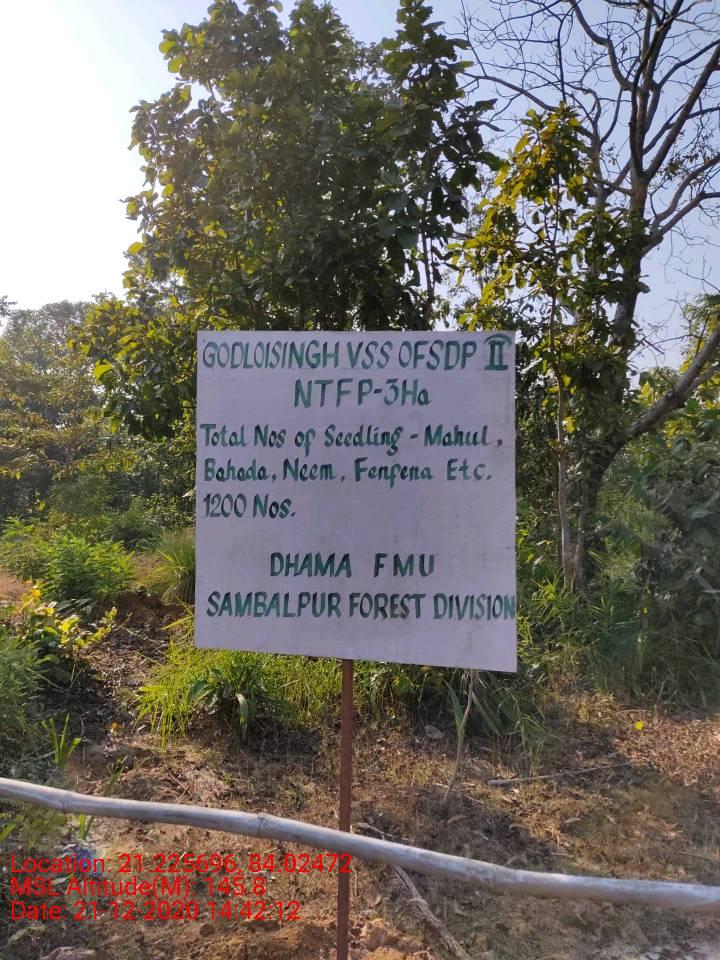 GODLOISINGH VSS OFSDP II
NTFP-3Ha
Total Nos of Seedling - Mahul,
Bahada, Neem, Fenfena Etc.
1200 Nos.
DHAMA FMU
SAMBALPUR FOREST DIVISION
Location: 21.225696, 84.02472
MSL Altitude(M): 145.8
Date: 21-12-2020 14:42:12